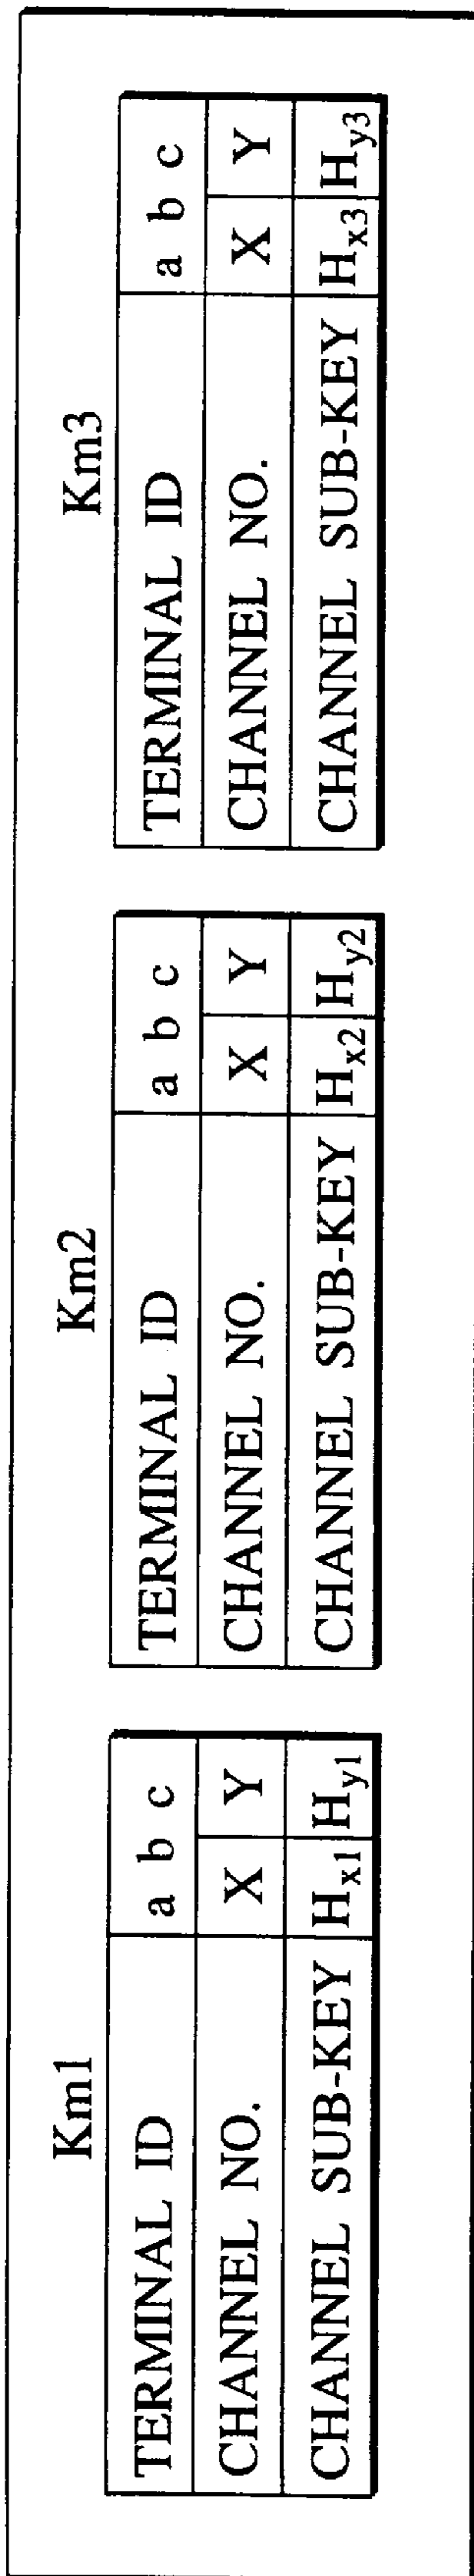 Km1
TERMINAL ID a b c
CHANNEL NO. X Y
CHANNEL SUB-KEY Hx1 Hy1
Km2
TERMINAL ID a b c
CHANNEL NO. X Y
CHANNEL SUB-KEY Hx2 Hy2
Km3
TERMINAL ID a b c
CHANNEL NO. X Y
CHANNEL SUB-KEY Hx3 Hy3